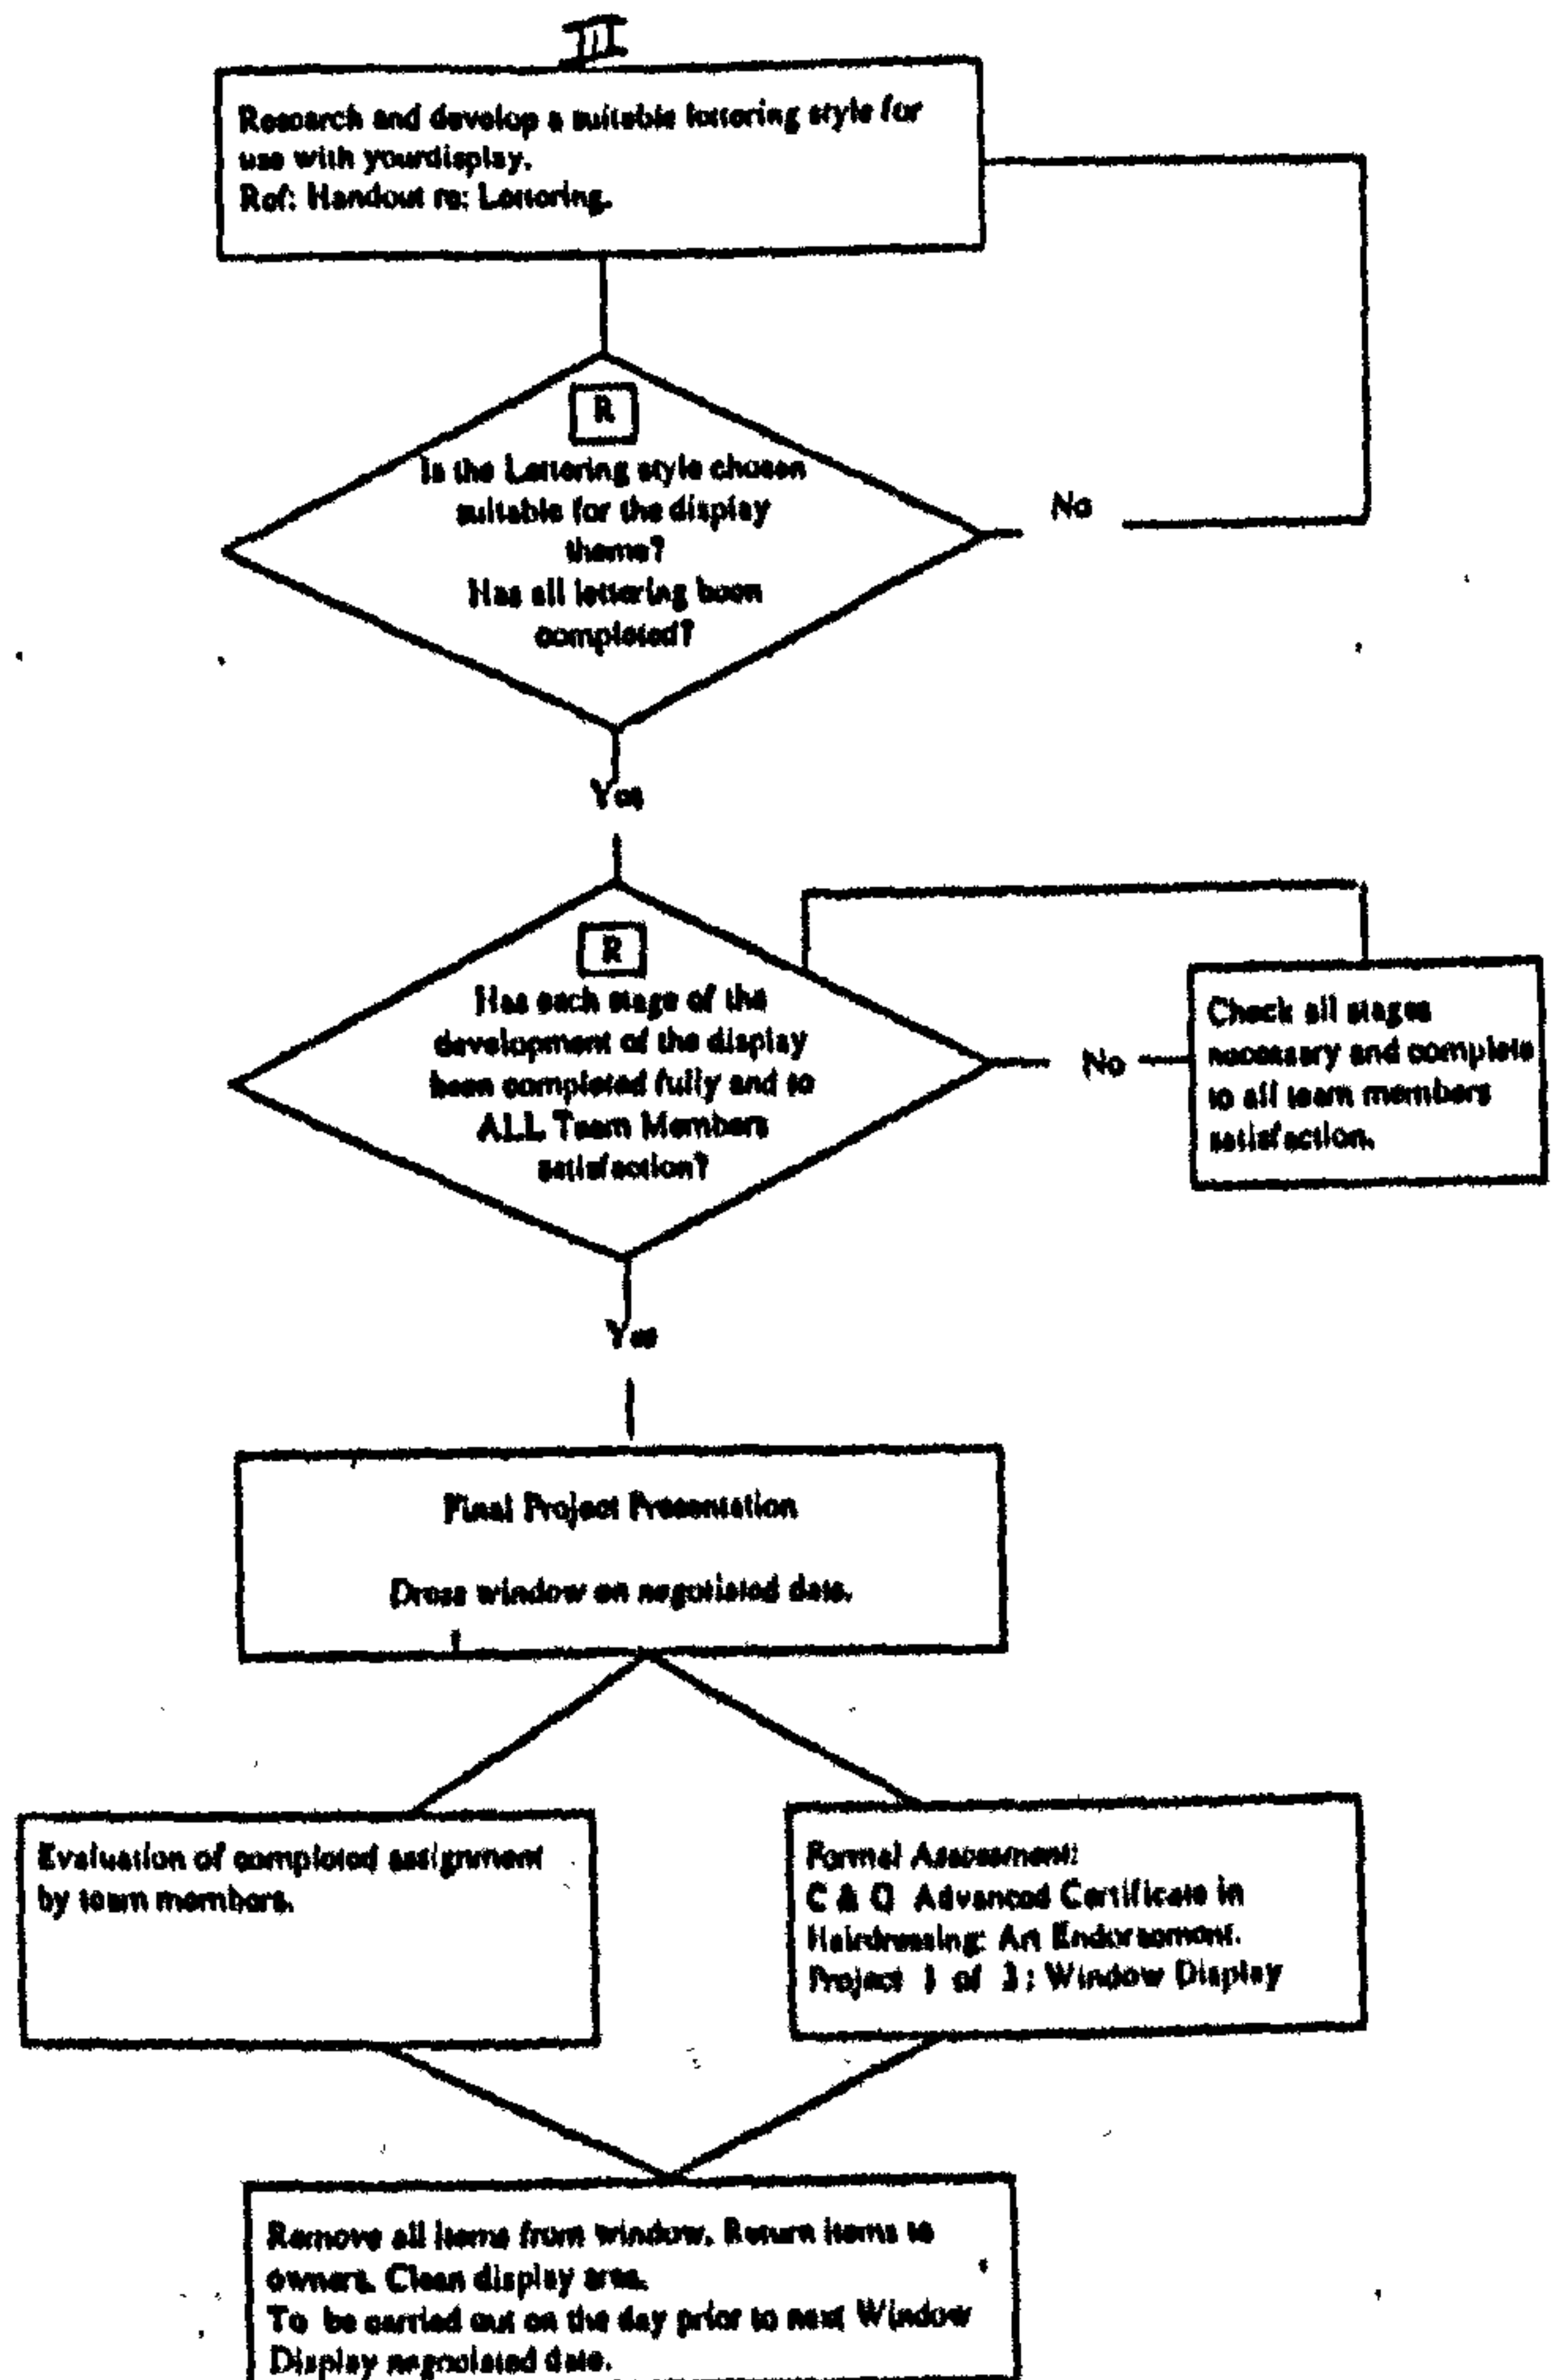 III
Research and develop a suitable lettering style for
use with yourdisplay.
Ref: Handout re: Lettering.
R
Is the Lettering style chosen
suitable for the display
theme?
Has all lettering been
completed?
No
Yes
R
Has each stage of the
development of the display
been completed fully and to
ALL Team Members
satisfaction?
No
Check all stages
necessary and complete
to all team members
satisfaction.
Yes
Final Project Presentation
Dress window on negotiated date.
Evaluation of completed assignment
by team members.
Formal Assessment:
C & G Advanced Certificate in
Hairdressing: Art Endorsement.
Project of : Window Display
Remove all items from window. Return items to
owners. Clean display area.
To be carried out on the day prior to next Window
Display negotiated date.